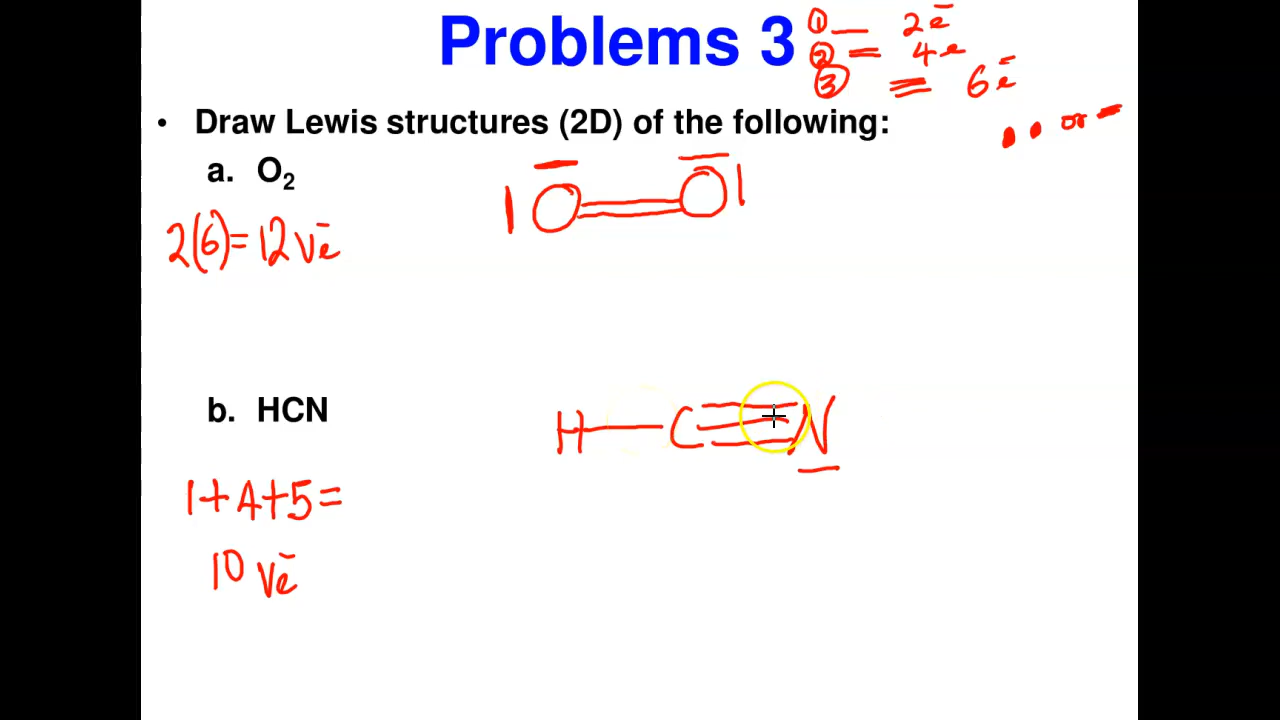 Problems 3
① — 2e⁻
② = 4e
③ ≡ 6e⁻
• Draw Lewis structures (2D) of the following:
•• or –
a. O₂
O=O
2(6)=12 Ve⁻
b. HCN
H—C≡N
1+4+5=
10 Ve⁻